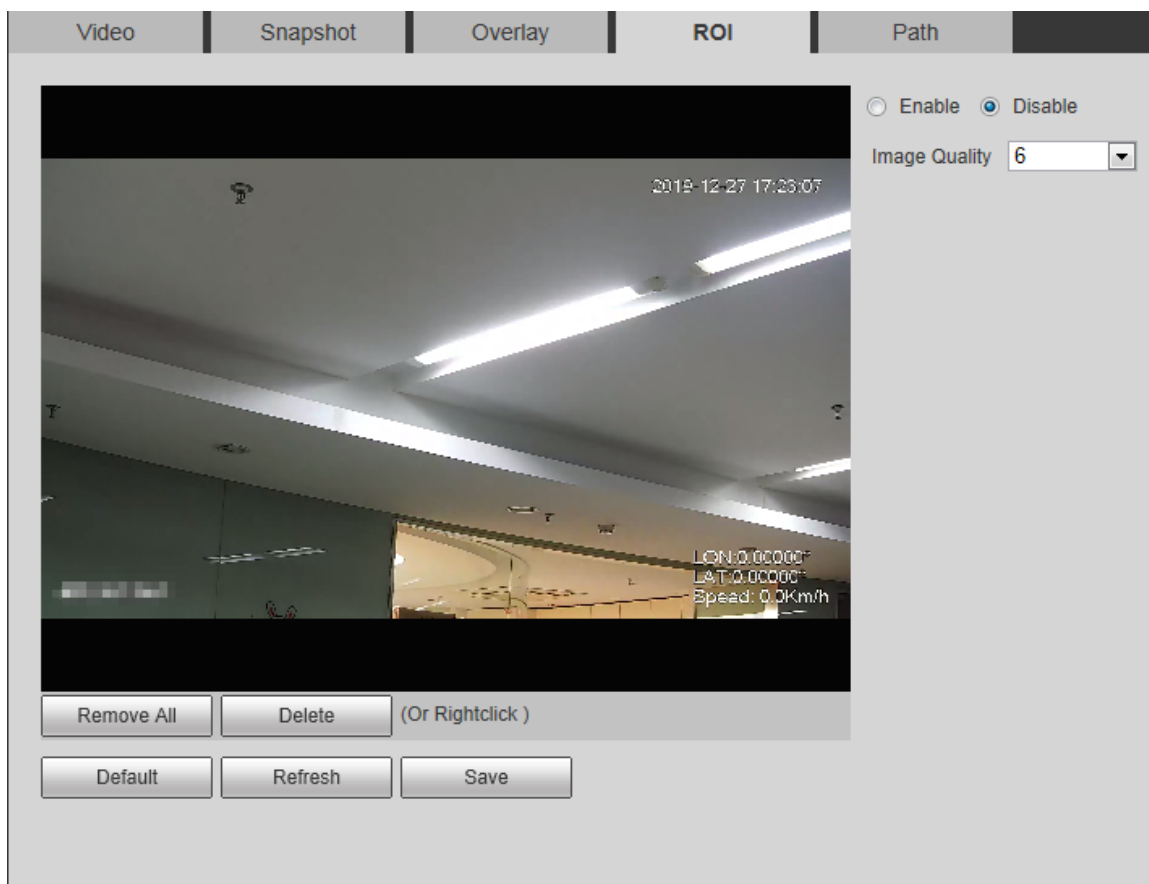 Video Snapshot Overlay ROI Path
Enable Disable
Image Quality 6
2019-12-27 17:23:07
LON:0.00000°
LAT:0.00000°
Speed: 0.0Km/h
Remove All Delete (Or Rightclick )
Default Refresh Save